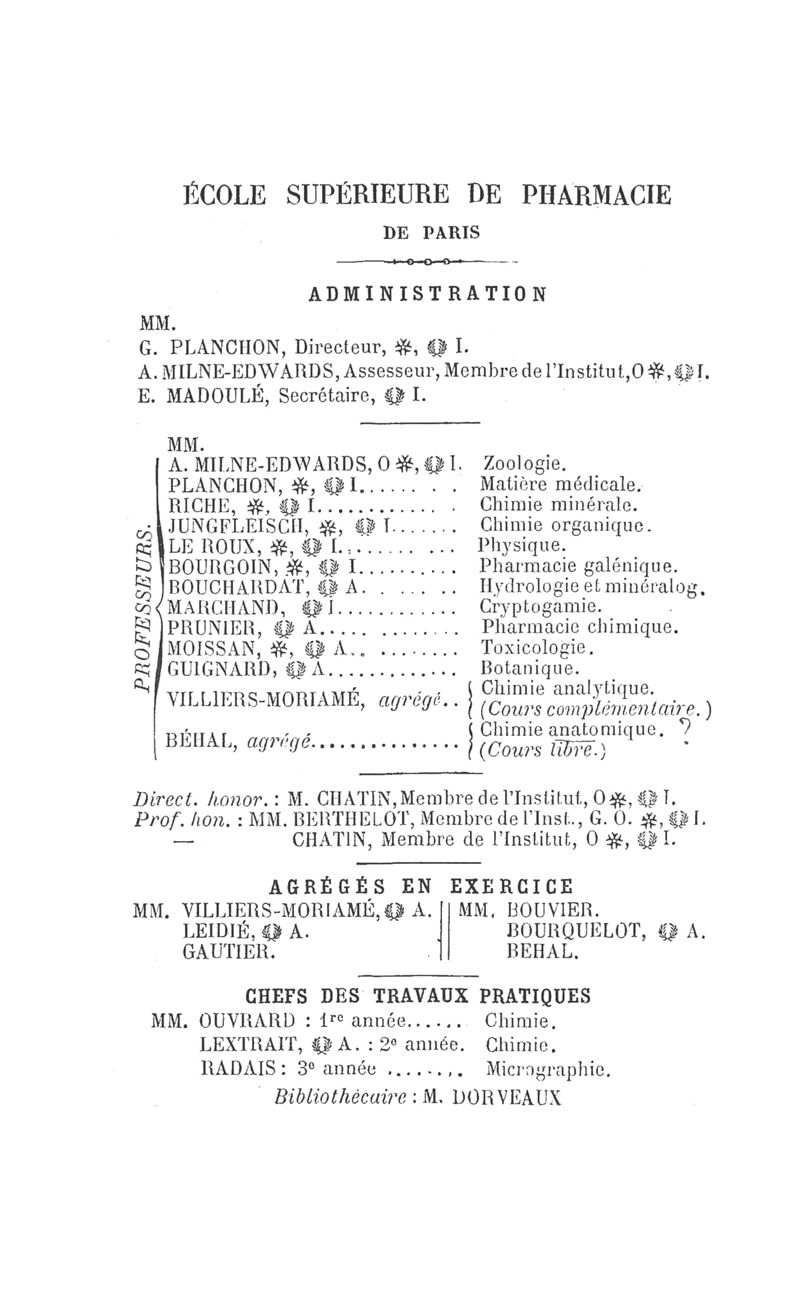 ÉCOLE SUPÉRIEURE DE PHARMACIE
DE PARIS
ADMINISTRATION
MM.
G. PLANCHON, Directeur, ✻, I.
A. MILNE-EDWARDS, Assesseur, Membre de l'Institut, O ✻, I.
E. MADOULÉ, Secrétaire, I.
PROFESSEURS.
MM.
A. MILNE-EDWARDS, O ✻, I. Zoologie.
PLANCHON, ✻, I........ Matière médicale.
RICHE, ✻, I............. Chimie minérale.
JUNGFLEISCH, ✻, I....... Chimie organique.
LE ROUX, ✻, I........... Physique.
BOURGOIN, ✻, I.......... Pharmacie galénique.
BOUCHARDAT, A....... Hydrologie et minéralog.
MARCHAND, I............ Cryptogamie.
PRUNIER, A............. Pharmacie chimique.
MOISSAN, ✻, A.......... Toxicologie.
GUIGNARD, A............. Botanique.
VILLIERS-MORIAMÉ, agrégé.. Chimie analytique.
(Cours complémentaire.)
BÉHAL, agrégé............... Chimie anatomique. ?
(Cours libre.)
Direct. honor. : M. CHATIN, Membre de l'Institut, O ✻, I.
Prof. hon. : MM. BERTHELOT, Membre de l'Inst., G. O. ✻, I.
— CHATIN, Membre de l'Institut, O ✻, I.
AGRÉGÉS EN EXERCICE
MM. VILLIERS-MORIAMÉ, A. MM. BOUVIER.
LEIDIÉ, A. BOURQUELOT, A.
GAUTIER. BEHAL.
CHEFS DES TRAVAUX PRATIQUES
MM. OUVRARD : 1re année...... Chimie.
LEXTRAIT, A. : 2e année. Chimie.
RADAIS : 3e année ........ Micrographie.
Bibliothécaire : M. DORVEAUX